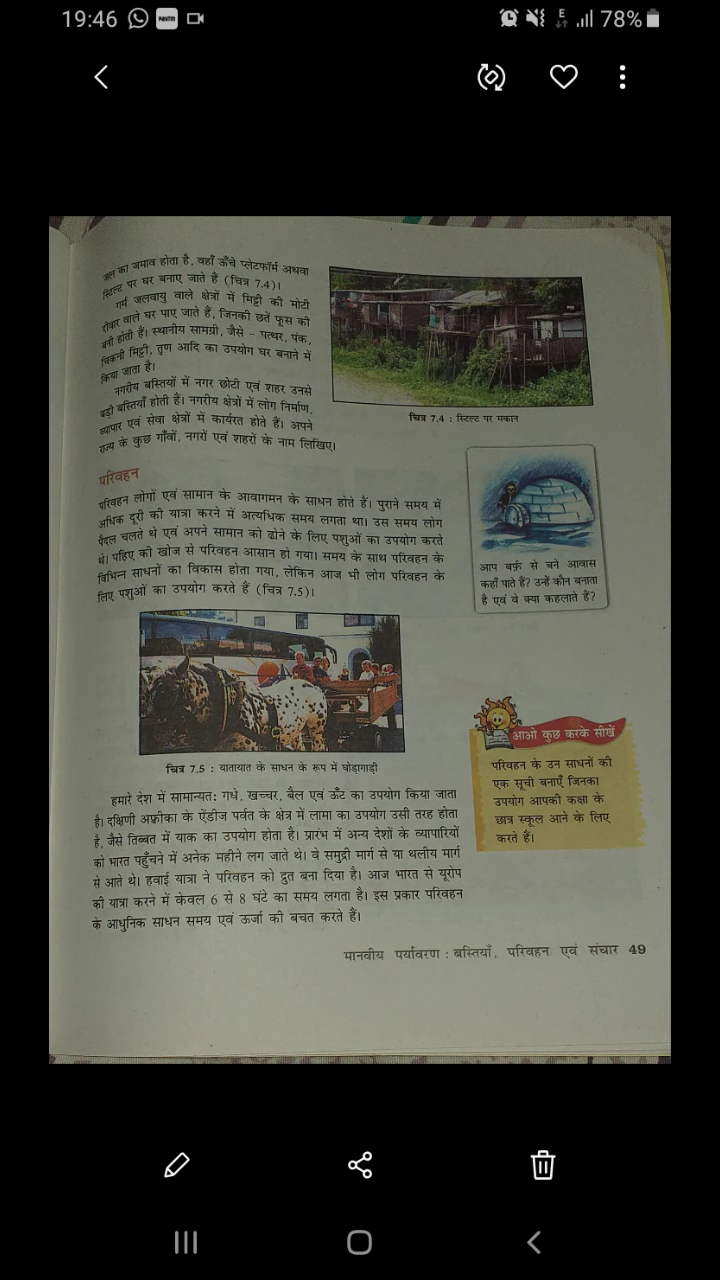 19:46
78%
जल का जमाव होता है, वहाँ ऊँचे प्लेटफॉर्म अथवा
स्टिल्ट पर घर बनाए जाते हैं (चित्र 7.4)।
गर्म जलवायु वाले क्षेत्रों में मिट्टी की मोटी
दीवार वाले घर पाए जाते हैं, जिनकी छतें फूस की
बनी होती हैं। स्थानीय सामग्री, जैसे – पत्थर, पंक,
चिकनी मिट्टी, तृण आदि का उपयोग घर बनाने में
किया जाता है।
नगरीय बस्तियों में नगर छोटी एवं शहर उनसे
बड़ी बस्तियाँ होती हैं। नगरीय क्षेत्रों में लोग निर्माण,
व्यापार एवं सेवा क्षेत्रों में कार्यरत होते हैं। अपने
राज्य के कुछ गाँवों, नगरों एवं शहरों के नाम लिखिए।
चित्र 7.4 : स्टिल्ट पर मकान
परिवहन
परिवहन लोगों एवं सामान के आवागमन के साधन होते हैं। पुराने समय में
अधिक दूरी की यात्रा करने में अत्यधिक समय लगता था। उस समय लोग
पैदल चलते थे एवं अपने सामान को ढोने के लिए पशुओं का उपयोग करते
थे। पहिए की खोज से परिवहन आसान हो गया। समय के साथ परिवहन के
विभिन्न साधनों का विकास होता गया, लेकिन आज भी लोग परिवहन के
लिए पशुओं का उपयोग करते हैं (चित्र 7.5)।
आप बर्फ़ से बने आवास
कहाँ पाते हैं? उन्हें कौन बनाता
है एवं वे क्या कहलाते हैं?
चित्र 7.5 : यातायात के साधन के रूप में घोड़ागाड़ी
आओ कुछ करके सीखें
परिवहन के उन साधनों की
एक सूची बनाएँ जिनका
उपयोग आपकी कक्षा के
छात्र स्कूल आने के लिए
करते हैं।
हमारे देश में सामान्यत: गधे, खच्चर, बैल एवं ऊँट का उपयोग किया जाता
है। दक्षिणी अफ्रीका के ऐंडीज पर्वत के क्षेत्र में लामा का उपयोग उसी तरह होता
है, जैसे तिब्बत में याक का उपयोग होता है। प्रारंभ में अन्य देशों के व्यापारियों
को भारत पहुँचने में अनेक महीने लग जाते थे। वे समुद्री मार्ग से या थलीय मार्ग
से आते थे। हवाई यात्रा ने परिवहन को द्रुत बना दिया है। आज भारत से यूरोप
की यात्रा करने में केवल 6 से 8 घंटे का समय लगता है। इस प्रकार परिवहन
के आधुनिक साधन समय एवं ऊर्जा की बचत करते हैं।
मानवीय पर्यावरण : बस्तियाँ, परिवहन एवं संचार 49